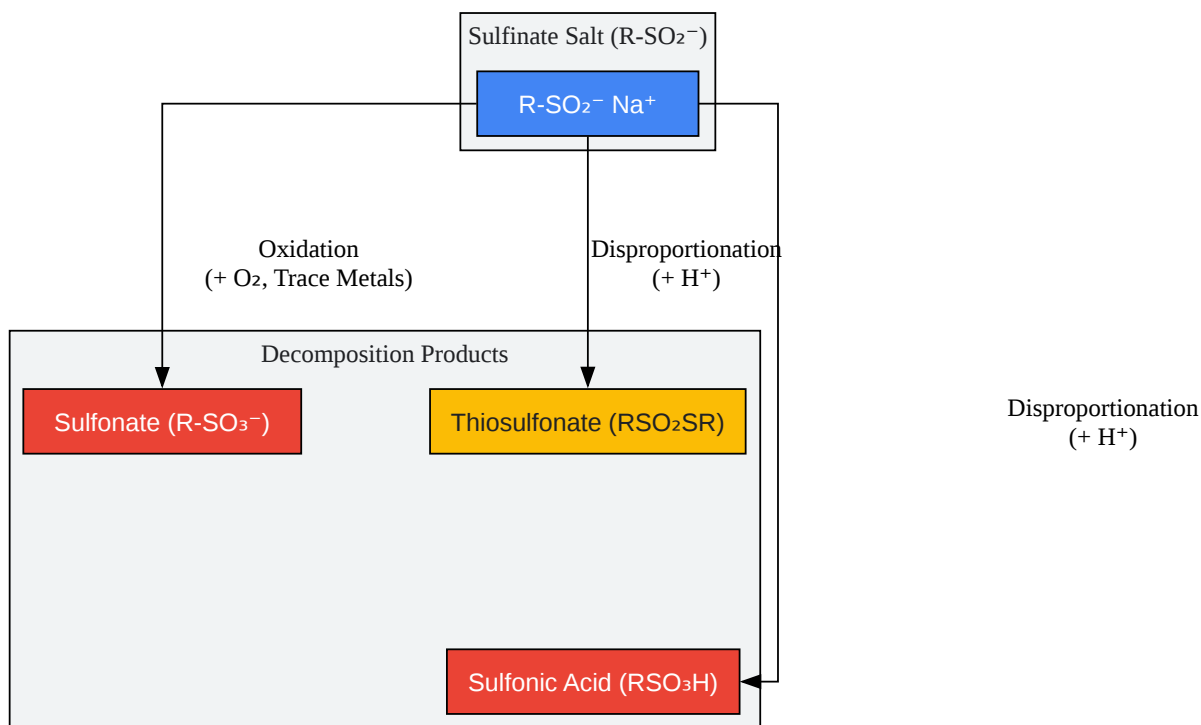 Sulfinate Salt (R-SO₂⁻)
R-SO₂⁻ Na⁺
Oxidation
(+ O₂, Trace Metals)
Disproportionation
(+ H⁺)
Decomposition Products
Sulfonate (R-SO₃⁻)
Thiosulfonate (RSO₂SR)
Disproportionation
(+ H⁺)
Sulfonic Acid (RSO₃H)